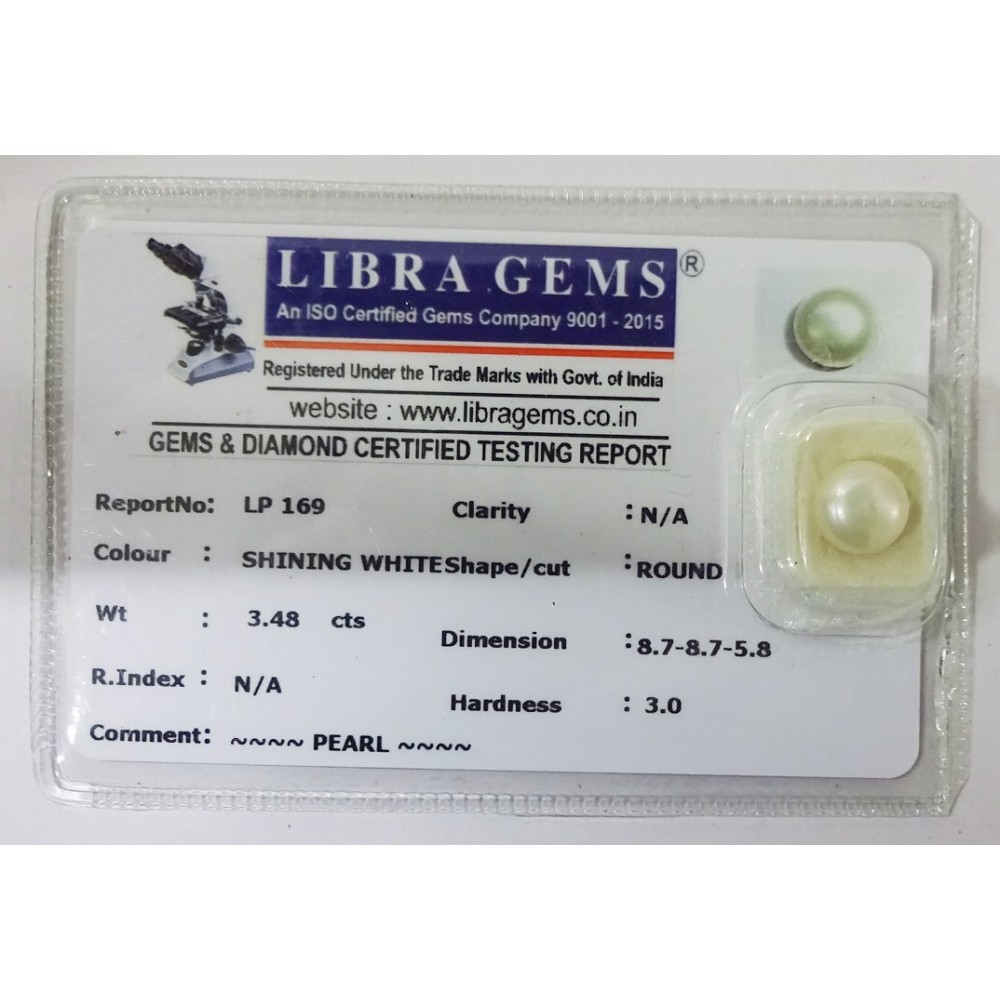 LIBRA GEMS ®
An ISO Certified Gems Company 9001 - 2015
Registered Under the Trade Marks with Govt. of India
website : www.libragems.co.in
GEMS & DIAMOND CERTIFIED TESTING REPORT
ReportNo: LP 169 Clarity : N/A
Colour : SHINING WHITE Shape/cut : ROUND
Wt : 3.48 cts Dimension : 8.7-8.7-5.8
R.Index : N/A Hardness : 3.0
Comment: ~~~~ PEARL ~~~~